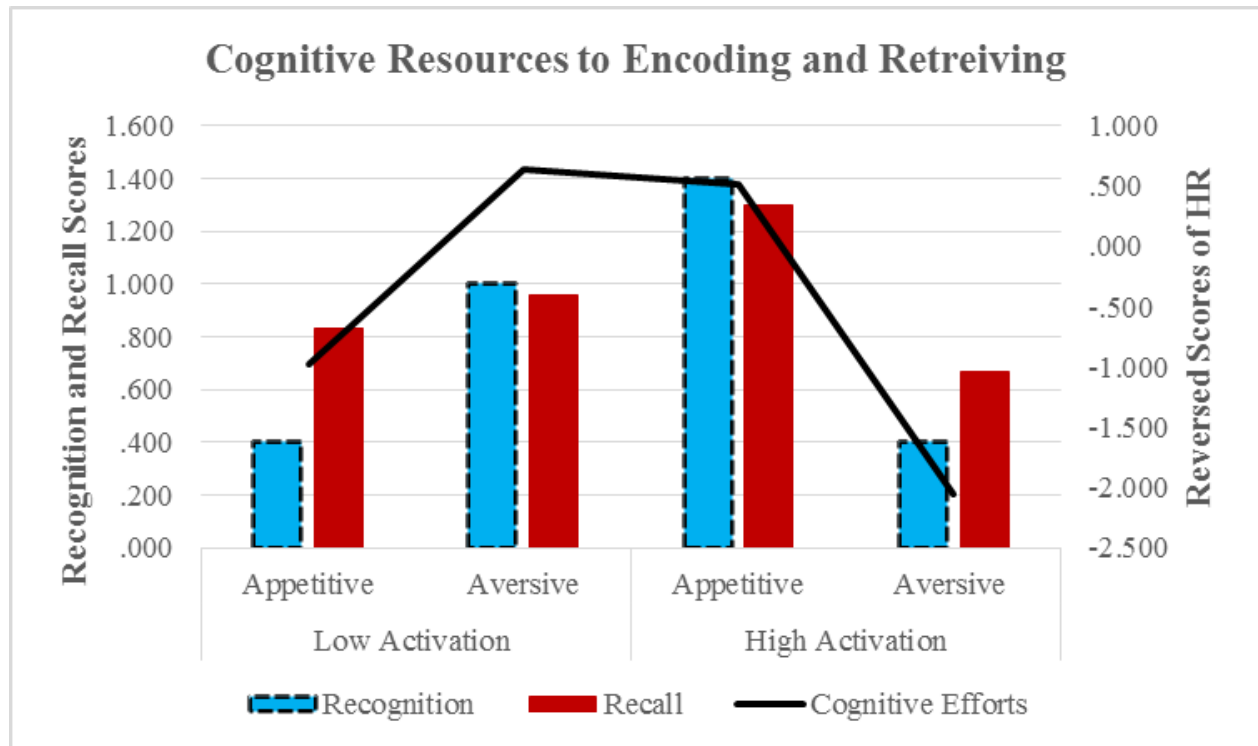 Cognitive Resources to Encoding and Retreiving
Recognition and Recall Scores
1.600
1.400
1.200
1.000
.800
.600
.400
.200
.000
1.000
.500
.000
-.500
-1.000
-1.500
-2.000
-2.500
Reversed Scores of HR
Appetitive Aversive Appetitive Aversive
Low Activation High Activation
Recognition Recall Cognitive Efforts